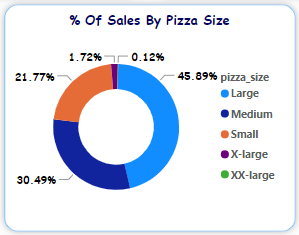 % Of Sales By Pizza Size
1.72%
0.12%
21.77%
45.89%
30.49%
pizza_size
Large
Medium
Small
X-large
XX-large